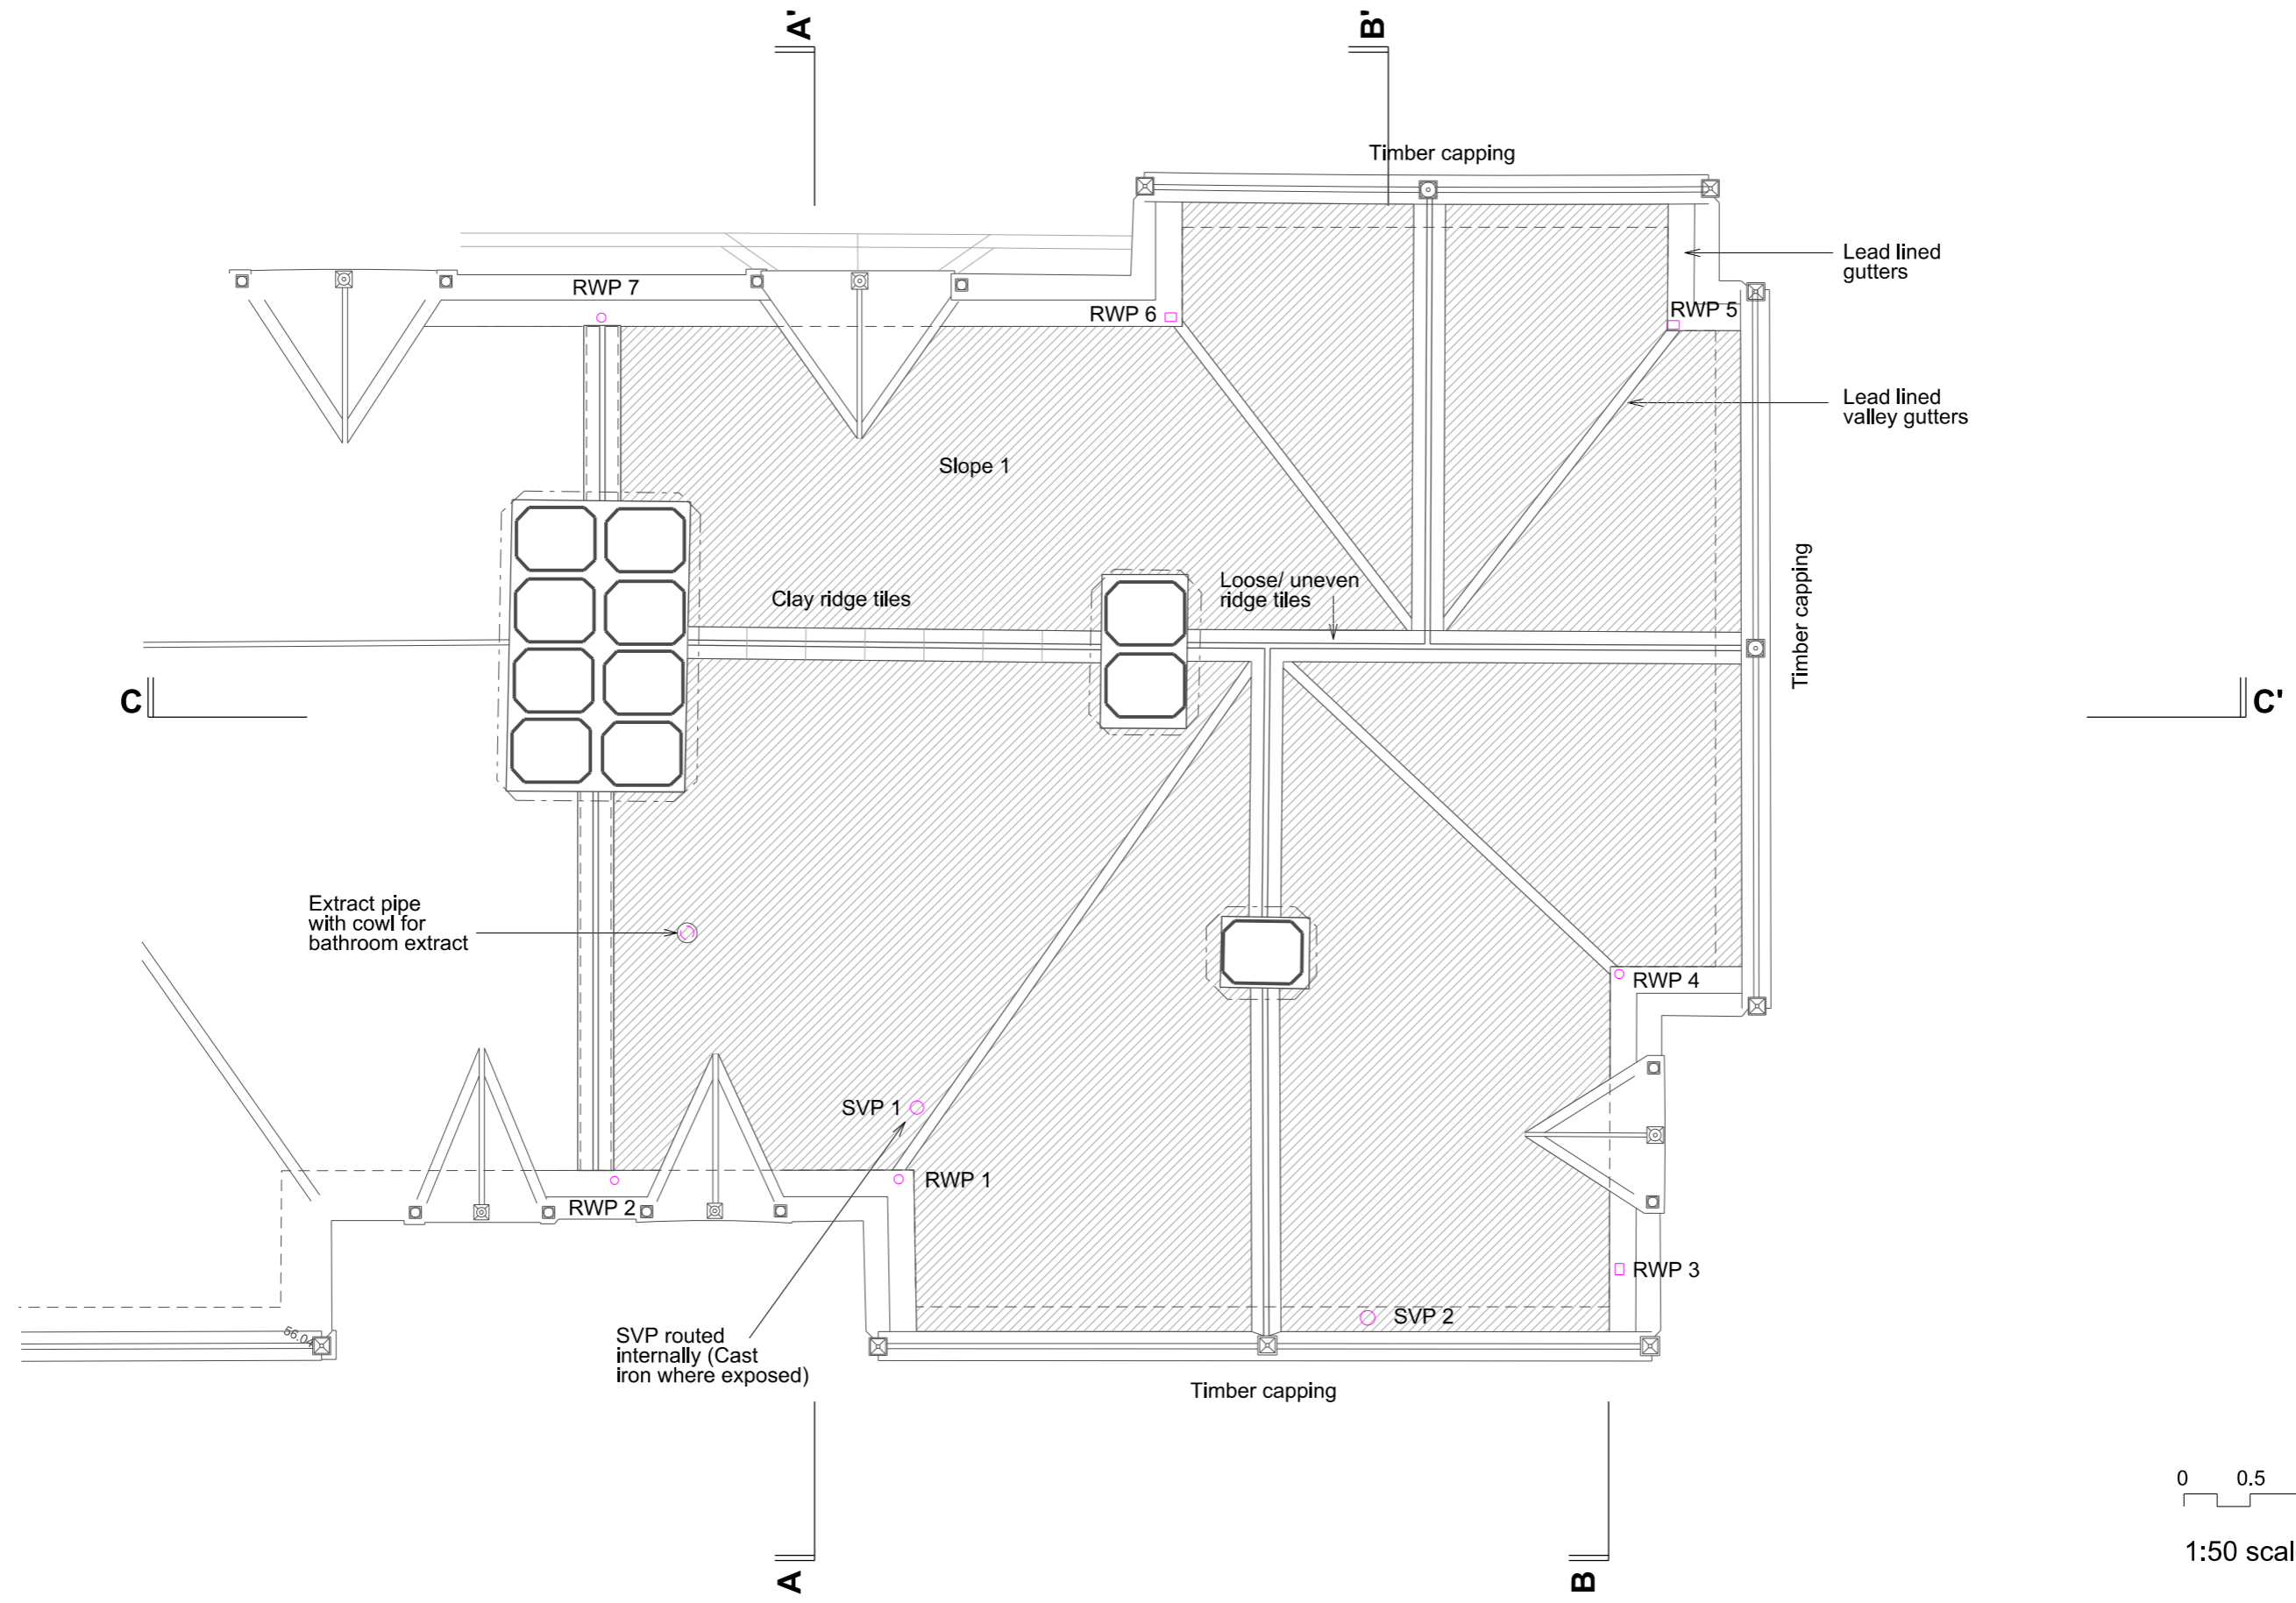 A'
B'
Timber capping
Lead lined
gutters
RWP 7
RWP 6
RWP 5
Lead lined
valley gutters
Slope 1
Clay ridge tiles
Loose/ uneven
ridge tiles
Timber capping
C
C'
Extract pipe
with cowl for
bathroom extract
RWP 4
SVP 1
RWP 1
RWP 2
RWP 3
SVP 2
SVP routed
internally (Cast
iron where exposed)
Timber capping
0 0.5
1:50 scal
A
B